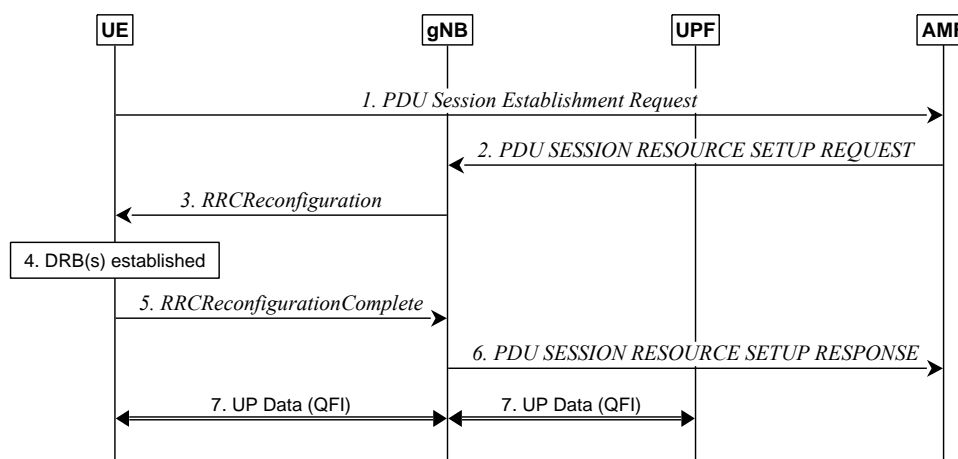 UE gNB UPF AMF
1. PDU Session Establishment Request
2. PDU SESSION RESOURCE SETUP REQUEST
3. RRCReconfiguration
4. DRB(s) established
5. RRCReconfigurationComplete
6. PDU SESSION RESOURCE SETUP RESPONSE
7. UP Data (QFI) 7. UP Data (QFI)